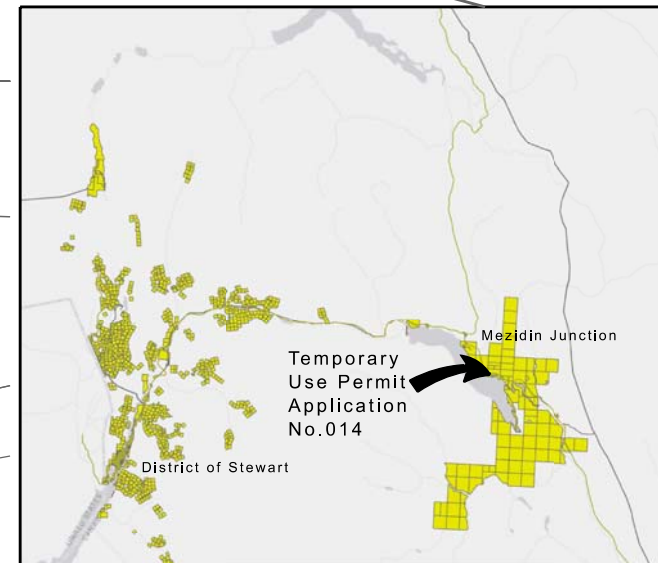 Mezidin Junction
Temporary
Use Permit
Application
No.014
District of Stewart